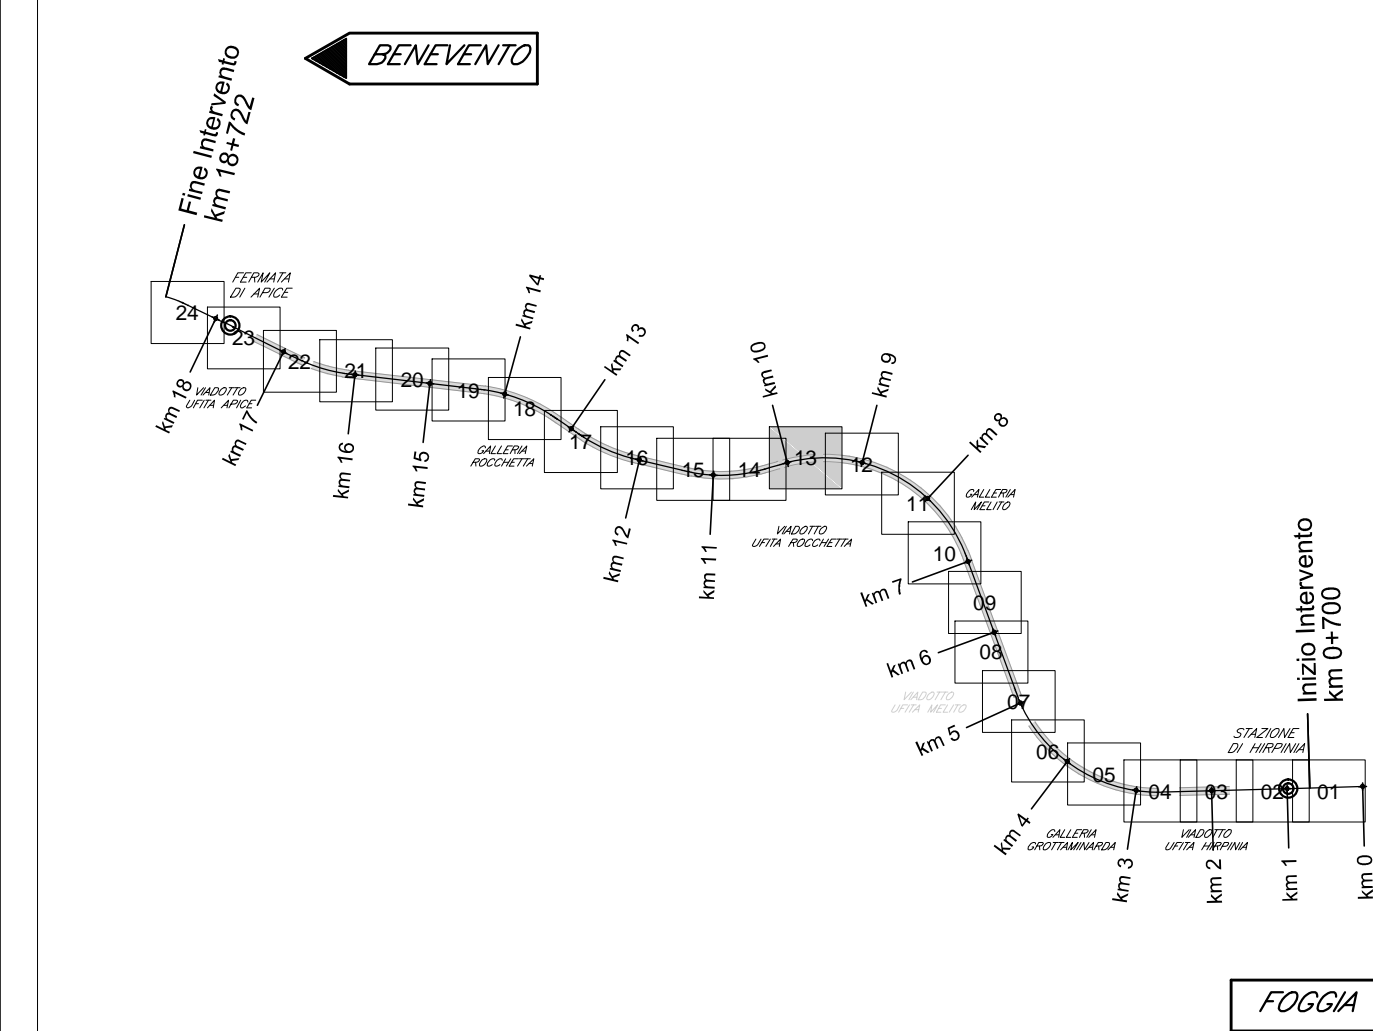 BENEVENTO
Fine Intervento
km 18+722
FERMATA
DI APICE
24
23
22
21
20
19
18
17
16
15
14
13
12
11
10
09
08
07
06
05
04
03
02
01
km 18
VIADOTTO
UFITA APICE
km 17
km 16
km 15
km 14
GALLERIA
ROCCHETTA
km 13
km 12
km 11
km 10
VIADOTTO
UFITA ROCCHETTA
km 9
km 8
GALLERIA
MELITO
km 7
km 6
VIADOTTO
UFITA MELITO
km 5
km 4
GALLERIA
GROTTAMINARDA
km 3
VIADOTTO
UFITA HIRPINIA
km 2
STAZIONE
DI HIRPINIA
km 1
Inizio Intervento
km 0+700
km 0
FOGGIA